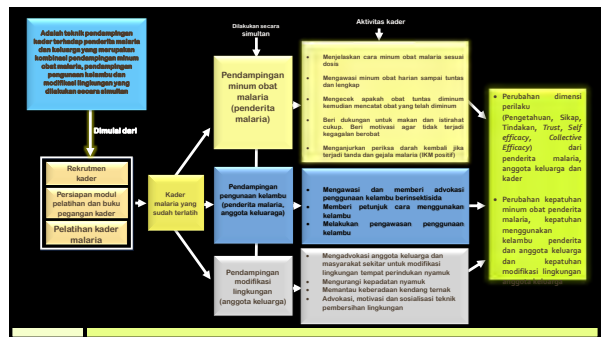 Adalah teknik pendampingan
kader terhadap penderita malaria
dan keluarga yang merupakan
kombinasi pendampingan minum
obat malaria, pendampingan
pengunaan kelambu dan
modifikasi lingkungan yang
dilakukan secara simultan
Dimulai dari
Rekrutmen
kader
Persiapan modul
pelatihan dan buku
pegangan kader
Pelatihan kader
malaria
Kader
malaria yang
sudah terlatih
Dilakukan secara
simultan
Pendampingan
minum obat
malaria
(penderita
malaria)
Pendampingan
pengunaan kelambu
(penderita malaria,
anggota keluaraga)
Pendampingan
modifikasi
lingkungan
(anggota keluarga)
Aktivitas kader
• Menjelaskan cara minum obat malaria sesuai
dosis
• Mengawasi minum obat harian sampai tuntas
dan lengkap
• Mengecek apakah obat tuntas diminum
kemudian mencatat obat yang telah diminum
• Beri dukungan untuk makan dan istirahat
cukup. Beri motivasi agar tidak terjadi
kegagalan berobat
• Menganjurkan periksa darah kembali jika
terjadi tanda dan gejala malaria (IKM positif)
• Mengawasi dan memberi advokasi
penggunaan kelambu berinsektisida
• Memberi petunjuk cara menggunakan
kelambu
• Melakukan pengawasan penggunaan
kelambu
• Mengadvokasi anggota keluarga dan
masyarakat sekitar untuk modifikasi
lingkungan tempat perindukan nyamuk
• Mengurangi kepadatan nyamuk
• Memantau keberadaan kendang ternak
• Advokasi, motivasi dan sosialisasi teknik
pembersihan lingkungan
• Perubahan dimensi
perilaku
(Pengetahuan, Sikap,
Tindakan, Trust, Self
efficacy, Collective
Efficacy) dari
penderita malaria,
anggota keluarga dan
kader
• Perubahan kepatuhan
minum obat penderita
malaria, kepatuhan
menggunakan
kelambu penderita
dan anggota keluarga
dan kepatuhan
modifikasi lingkungan
anggota keluarga